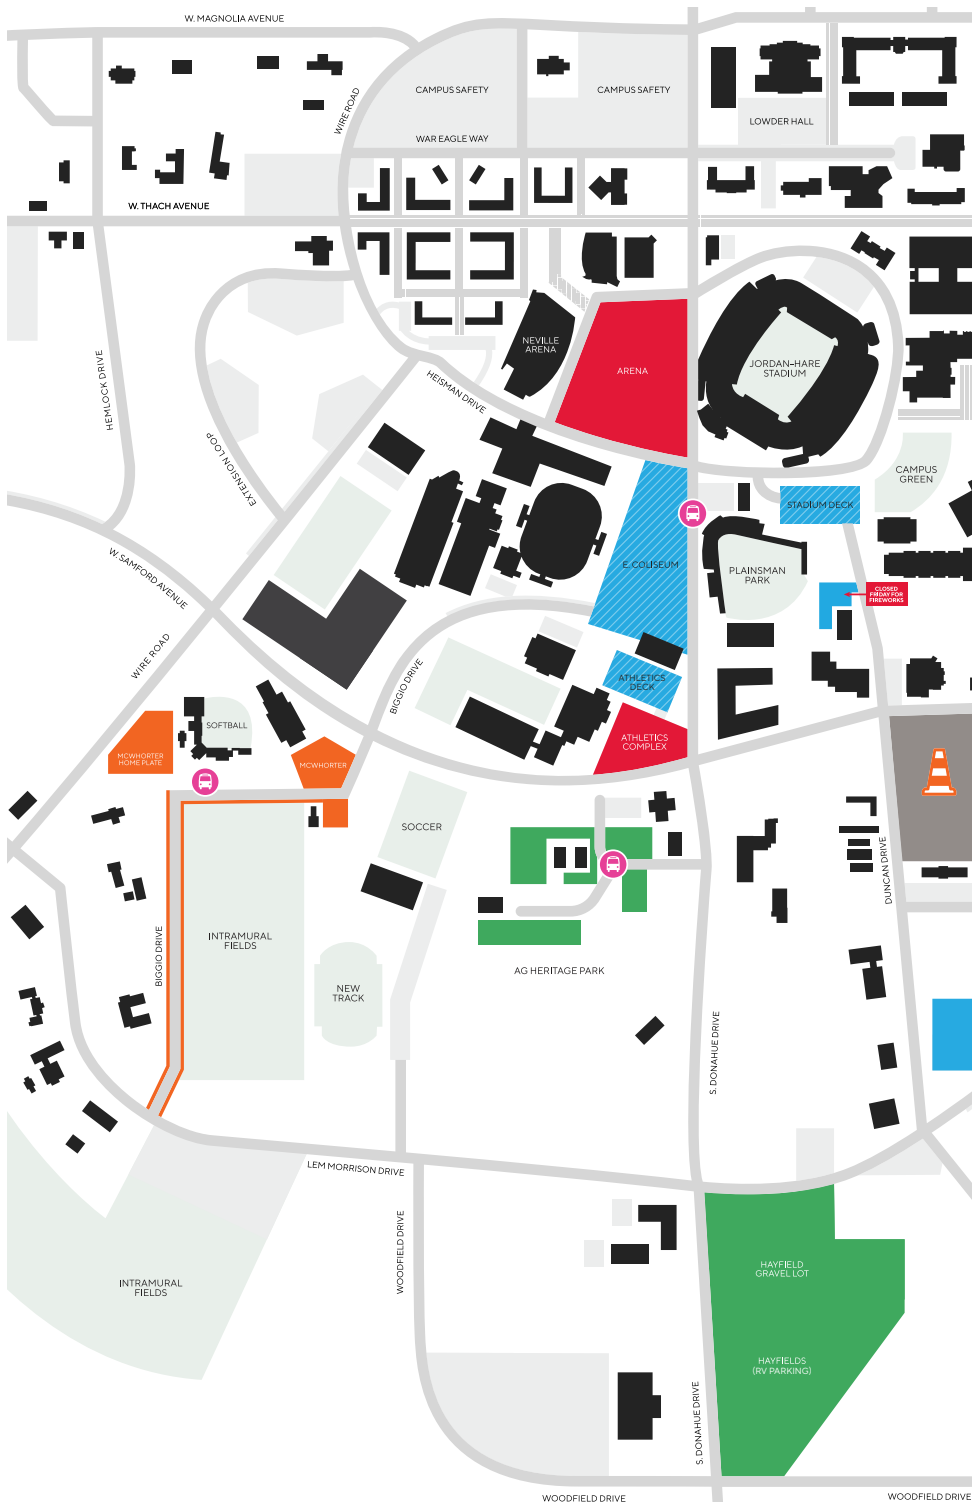 W. MAGNOLIA AVENUE
WIRE ROAD
CAMPUS SAFETY
CAMPUS SAFETY
LOWDER HALL
WAR EAGLE WAY
W. THACH AVENUE
NEVILLE
ARENA
ARENA
JORDAN-HARE
STADIUM
HEMLOCK DRIVE
HEISMAN DRIVE
EXTENSION LOOP
CAMPUS
GREEN
STADIUM DECK
W. SAMFORD AVENUE
E. COLISEUM
PLAINSMAN
PARK
CLOSED
FRIDAY FOR
FIREWORKS
WIRE ROAD
BIGGIO DRIVE
ATHLETICS
DECK
SOFTBALL
ATHLETICS
COMPLEX
MCWHORTER
HOME PLATE
MCWHORTER
SOCCER
DUNCAN DRIVE
BIGGIO DRIVE
INTRAMURAL
FIELDS
NEW
TRACK
AG HERITAGE PARK
S. DONAHUE DRIVE
LEM MORRISON DRIVE
WOODFIELD DRIVE
INTRAMURAL
FIELDS
HAYFIELD
GRAVEL LOT
HAYFIELDS
(RV PARKING)
S. DONAHUE DRIVE
WOODFIELD DRIVE
WOODFIELD DRIVE